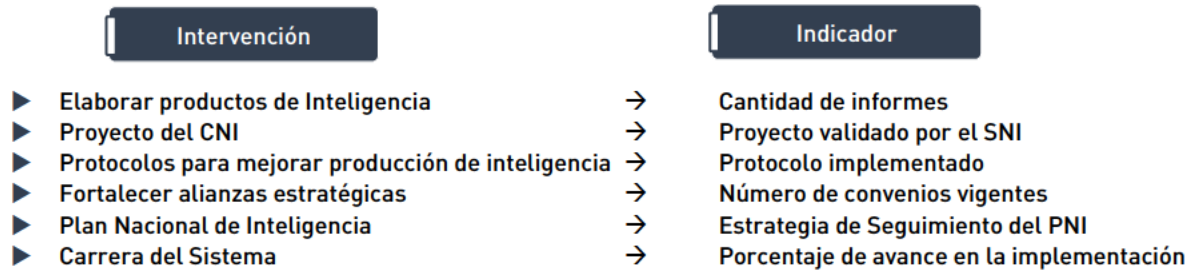 Intervención Indicador
▶ Elaborar productos de Inteligencia → Cantidad de informes
▶ Proyecto del CNI → Proyecto validado por el SNI
▶ Protocolos para mejorar producción de inteligencia → Protocolo implementado
▶ Fortalecer alianzas estratégicas → Número de convenios vigentes
▶ Plan Nacional de Inteligencia → Estrategia de Seguimiento del PNI
▶ Carrera del Sistema → Porcentaje de avance en la implementación